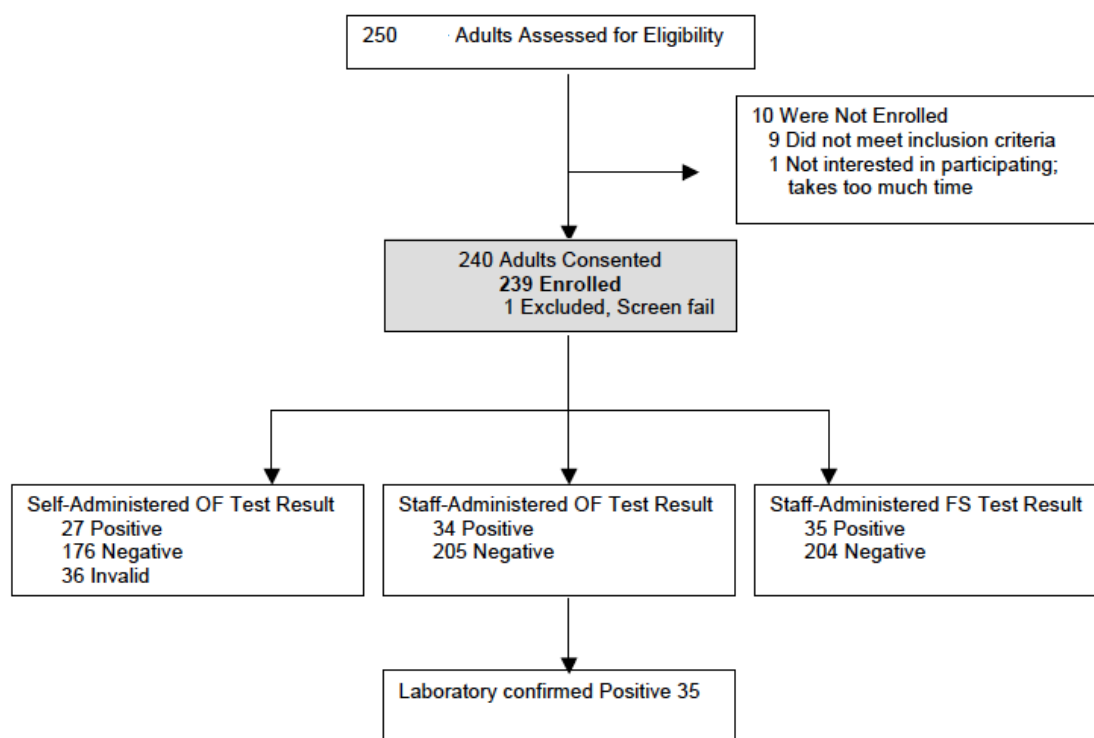 250 Adults Assessed for Eligibility
10 Were Not Enrolled
9 Did not meet inclusion criteria
1 Not interested in participating;
takes too much time
240 Adults Consented
239 Enrolled
1 Excluded, Screen fail
Self-Administered OF Test Result
27 Positive
176 Negative
36 Invalid
Staff-Administered OF Test Result
34 Positive
205 Negative
Staff-Administered FS Test Result
35 Positive
204 Negative
Laboratory confirmed Positive 35